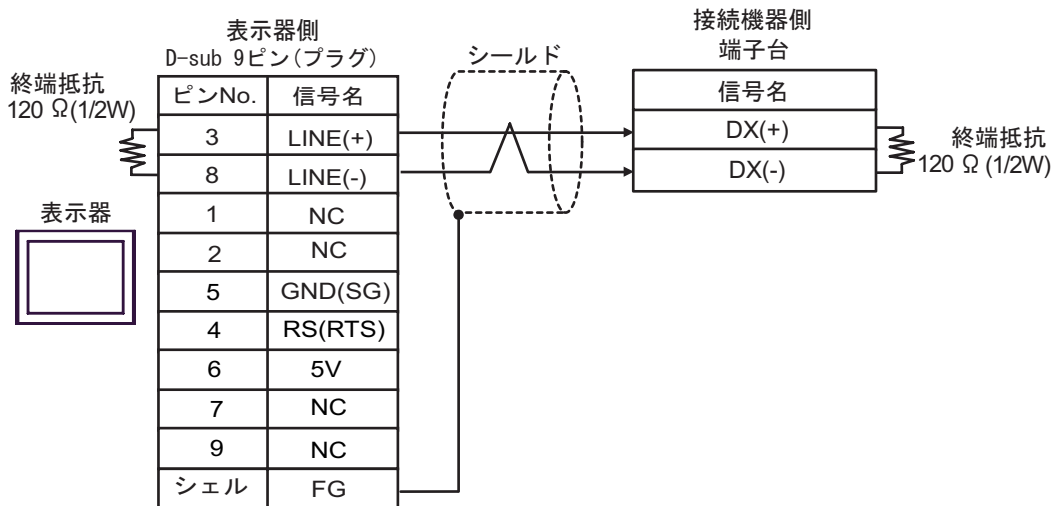 表示器側
D-sub 9ピン(プラグ)
シールド
接続機器側
端子台
終端抵抗
120 Ω(1/2W)
ピンNo. 信号名
3 LINE(+)
8 LINE(-)
1 NC
2 NC
5 GND(SG)
4 RS(RTS)
6 5V
7 NC
9 NC
シェル FG
表示器
信号名
DX(+)
DX(-)
終端抵抗
120 Ω (1/2W)